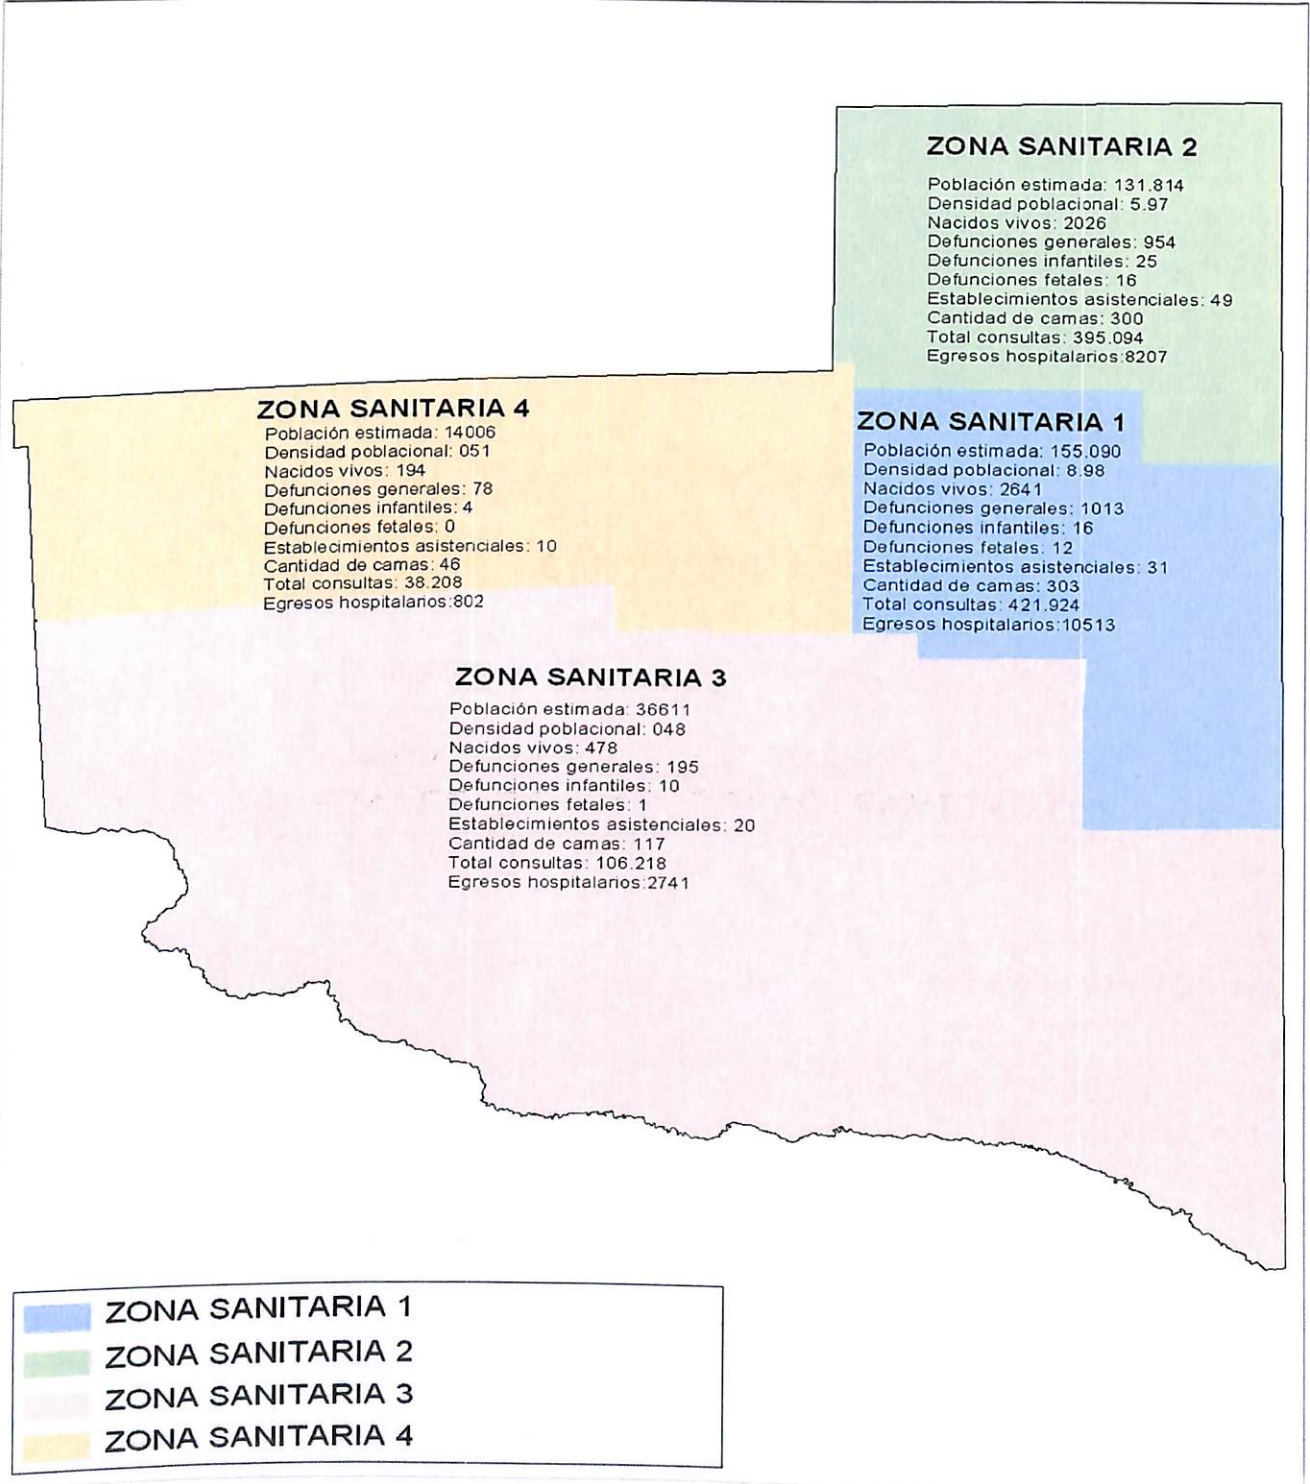 ZONA SANITARIA 2
Población estimada: 131.814
Densidad poblacional: 5.97
Nacidos vivos: 2026
Defunciones generales: 954
Defunciones infantiles: 25
Defunciones fetales: 16
Establecimientos asistenciales: 49
Cantidad de camas: 300
Total consultas: 395.094
Egresos hospitalarios:8207
ZONA SANITARIA 4
Población estimada: 14006
Densidad poblacional: 051
Nacidos vivos: 194
Defunciones generales: 78
Defunciones infantiles: 4
Defunciones fetales: 0
Establecimientos asistenciales: 10
Cantidad de camas: 46
Total consultas: 38.208
Egresos hospitalarios:802
ZONA SANITARIA 1
Población estimada: 155.090
Densidad poblacional: 8.98
Nacidos vivos: 2641
Defunciones generales: 1013
Defunciones infantiles: 16
Defunciones fetales: 12
Establecimientos asistenciales: 31
Cantidad de camas: 303
Total consultas: 421.924
Egresos hospitalarios:10513
ZONA SANITARIA 3
Población estimada: 36611
Densidad poblacional: 048
Nacidos vivos: 478
Defunciones generales: 195
Defunciones infantiles: 10
Defunciones fetales: 1
Establecimientos asistenciales: 20
Cantidad de camas: 117
Total consultas: 106.218
Egresos hospitalarios:2741
ZONA SANITARIA 1
ZONA SANITARIA 2
ZONA SANITARIA 3
ZONA SANITARIA 4